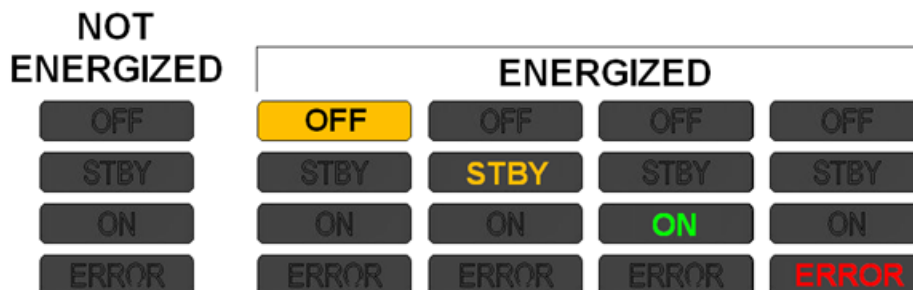 NOT
ENERGIZED
ENERGIZED
OFF OFF OFF OFF OFF
STBY STBY STBY STBY STBY
ON ON ON ON ON
ERROR ERROR ERROR ERROR ERROR